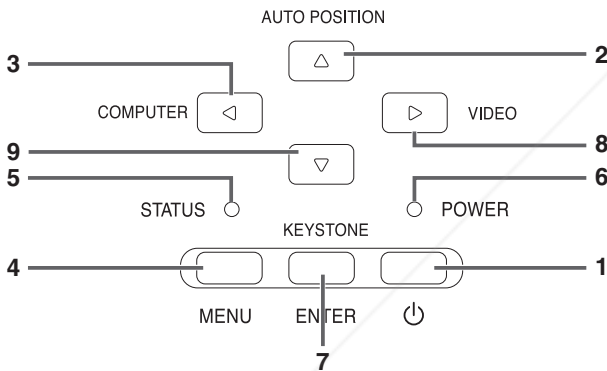 AUTO POSITION
3
2
COMPUTER
VIDEO
8
9
5
6
STATUS
POWER
KEYSTONE
4
1
MENU
ENTER
7